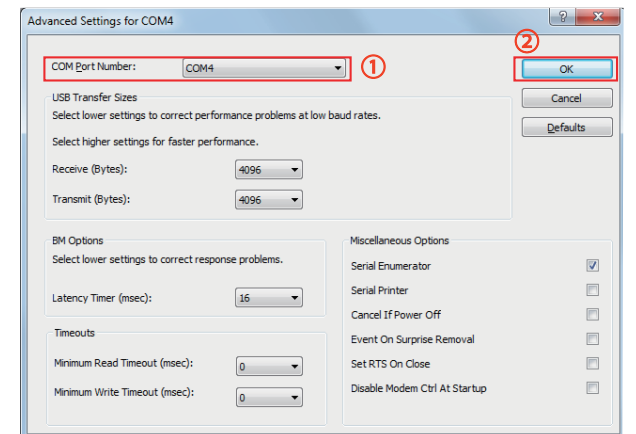 Advanced Settings for COM4
?
X
②
COM Port Number:
COM4
①
OK
USB Transfer Sizes
Cancel
Select lower settings to correct performance problems at low baud rates.
Defaults
Select higher settings for faster performance.
Receive (Bytes):
4096
Transmit (Bytes):
4096
BM Options
Select lower settings to correct response problems.
Latency Timer (msec):
16
Timeouts
Minimum Read Timeout (msec):
0
Minimum Write Timeout (msec):
0
Miscellaneous Options
Serial Enumerator
Serial Printer
Cancel If Power Off
Event On Surprise Removal
Set RTS On Close
Disable Modem Ctrl At Startup